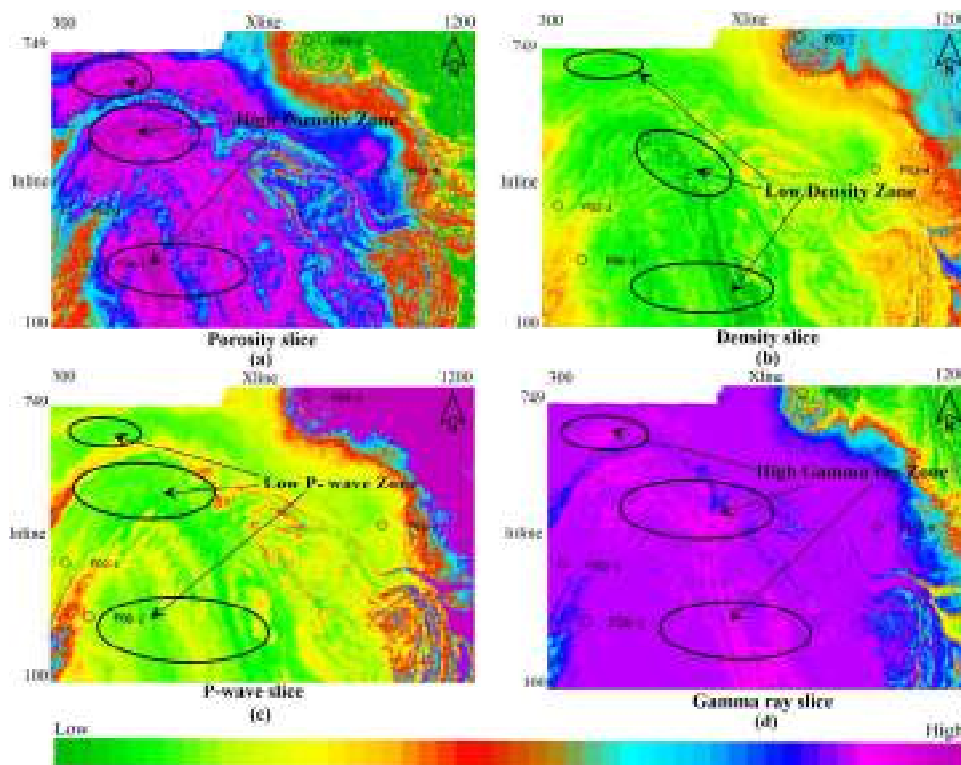 300 Xline 1200
749
N
High Porosity Zone
Inline
100
Porosity slice
(a)
300 Xline 1200
749
N
Low Density Zone
Inline
100
Density slice
(b)
300 Xline 1200
749
Low P- wave Zone
Inline
100
P-wave slice
(c)
300 Xline 1200
749
High Gamma ray Zone
Inline
100
Gamma ray slice
(d)
Low High